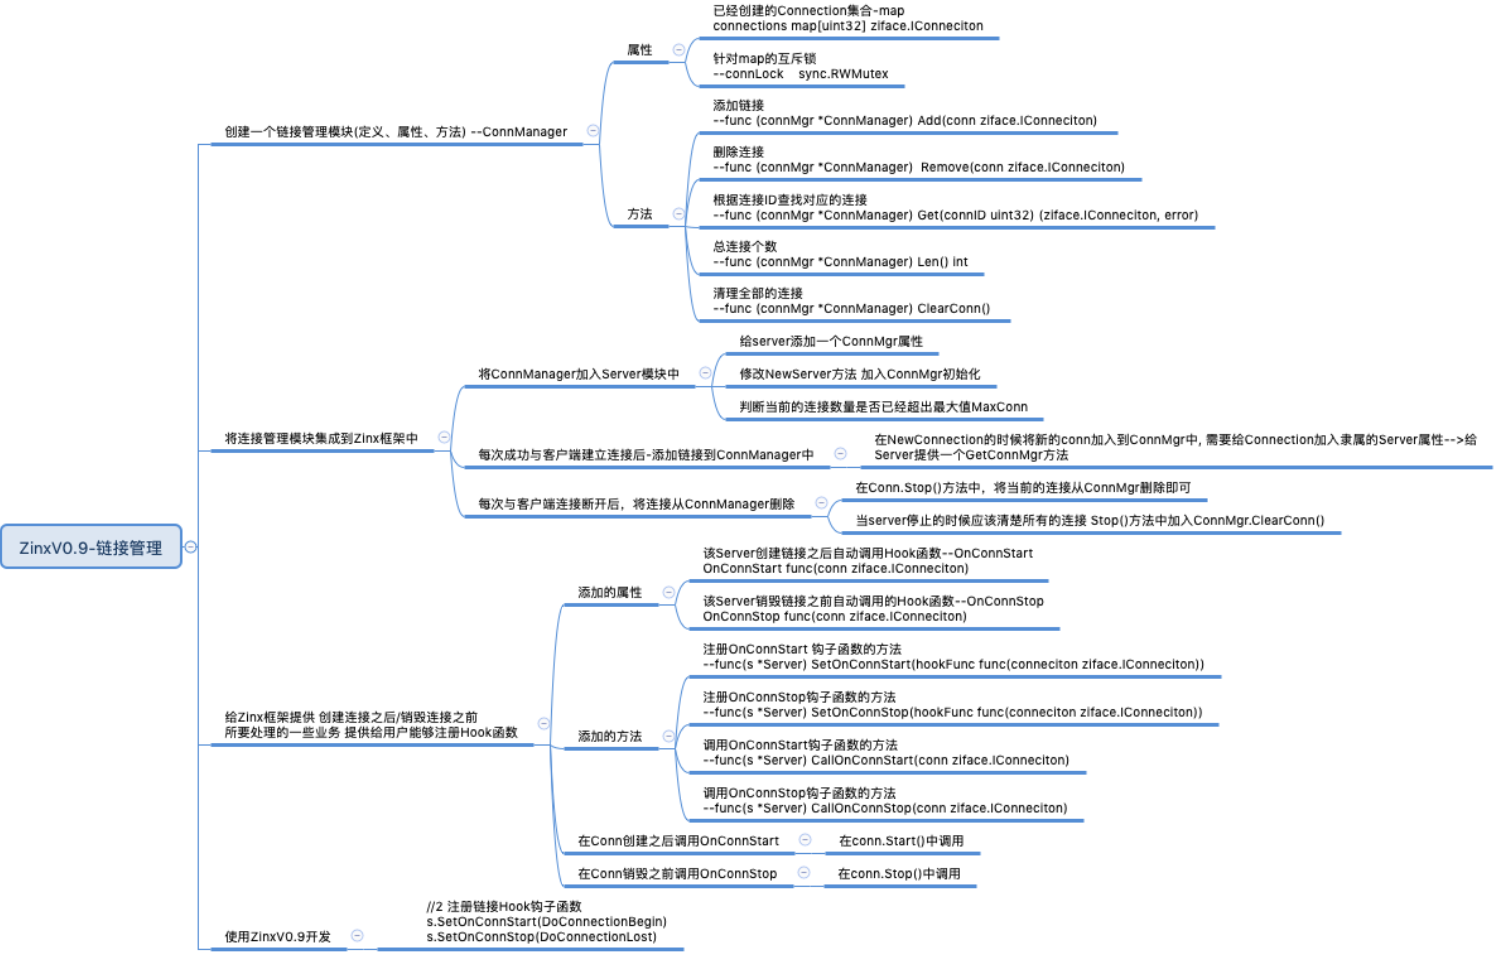 ZinxV0.9-链接管理
创建一个链接管理模块(定义、属性、方法) --ConnManager
属性
已经创建的Connection集合-map
connections map[uint32] ziface.IConneciton
针对map的互斥锁
--connLock    sync.RWMutex
方法
添加链接
--func (connMgr *ConnManager) Add(conn ziface.IConneciton)
删除连接
--func (connMgr *ConnManager)  Remove(conn ziface.IConneciton)
根据连接ID查找对应的连接
--func (connMgr *ConnManager) Get(connID uint32) (ziface.IConneciton, error)
总连接个数
--func (connMgr *ConnManager) Len() int
清理全部的连接
--func (connMgr *ConnManager) ClearConn()
将连接管理模块集成到Zinx框架中
将ConnManager加入Server模块中
给server添加一个ConnMgr属性
修改NewServer方法 加入ConnMgr初始化
判断当前的连接数量是否已经超出最大值MaxConn
每次成功与客户端建立连接后-添加链接到ConnManager中
在NewConnection的时候将新的conn加入到ConnMgr中, 需要给Connection加入隶属的Server属性-->给
Server提供一个GetConnMgr方法
每次与客户端连接断开后，将连接从ConnManager删除
在Conn.Stop()方法中，将当前的连接从ConnMgr删除即可
当server停止的时候应该清楚所有的连接 Stop()方法中加入ConnMgr.ClearConn()
给Zinx框架提供 创建连接之后/销毁连接之前
所要处理的一些业务 提供给用户能够注册Hook函数
添加的属性
该Server创建链接之后自动调用Hook函数--OnConnStart
OnConnStart func(conn ziface.IConneciton)
该Server销毁链接之前自动调用的Hook函数--OnConnStop
OnConnStop func(conn ziface.IConneciton)
添加的方法
注册OnConnStart 钩子函数的方法
--func(s *Server) SetOnConnStart(hookFunc func(conneciton ziface.IConneciton))
注册OnConnStop钩子函数的方法
--func(s *Server) SetOnConnStop(hookFunc func(conneciton ziface.IConneciton))
调用OnConnStart钩子函数的方法
--func(s *Server) CallOnConnStart(conn ziface.IConneciton)
调用OnConnStop钩子函数的方法
--func(s *Server) CallOnConnStop(conn ziface.IConneciton)
在Conn创建之后调用OnConnStart
在conn.Start()中调用
在Conn销毁之前调用OnConnStop
在conn.Stop()中调用
使用ZinxV0.9开发
//2 注册链接Hook钩子函数
s.SetOnConnStart(DoConnectionBegin)
s.SetOnConnStop(DoConnectionLost)